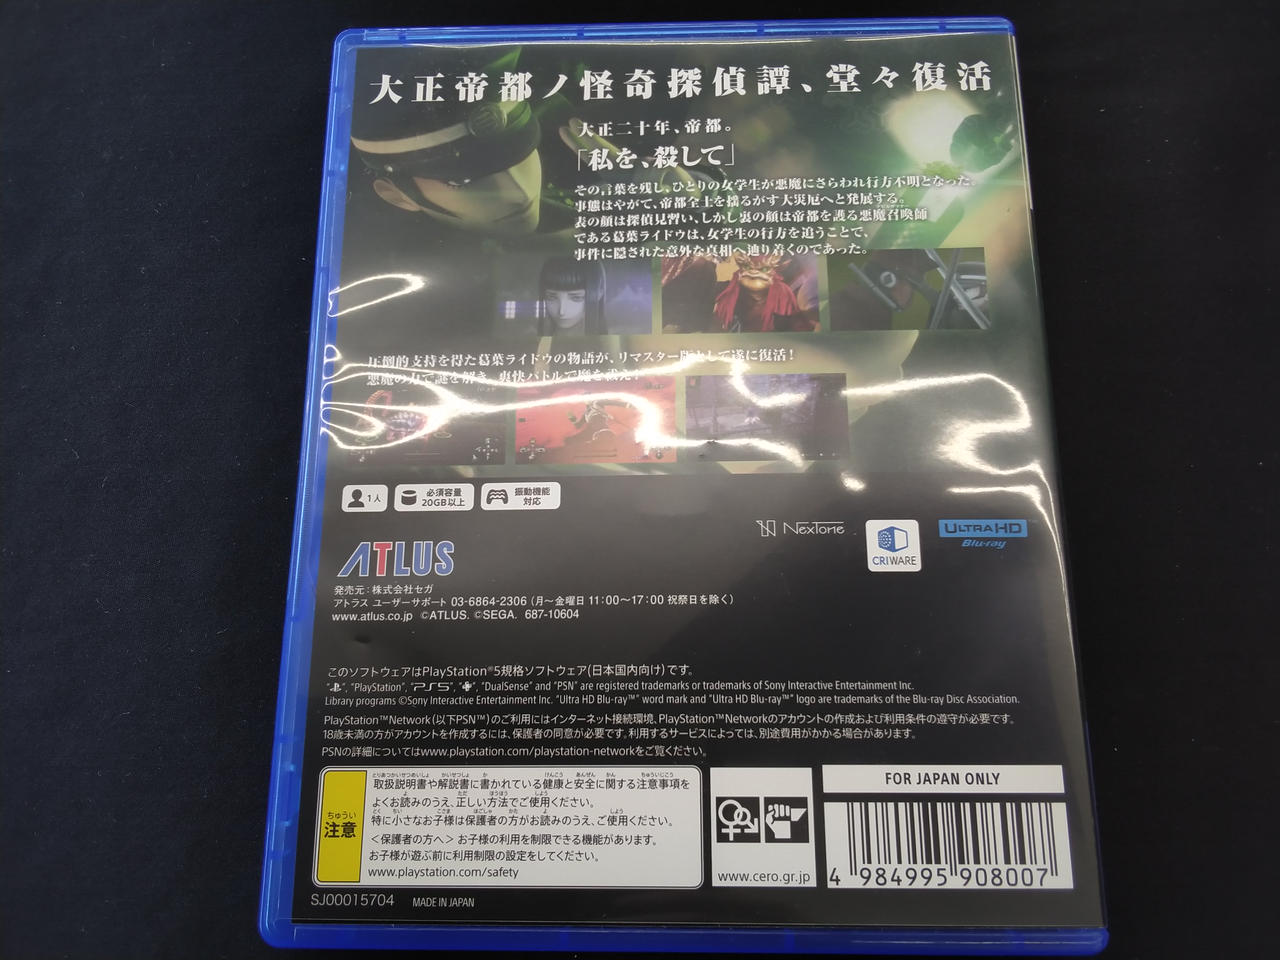 大正帝都ノ怪奇探偵譚、堂々復活
大正二十年、帝都。
「私を、殺して」
その言葉を残し、ひとりの女学生が悪魔にさらわれ行方不明となった。
事態はやがて、帝都全土を揺るがす大災厄へと発展する。
表の顔は探偵見習い、しかし裏の顔は帝都を護る悪魔召喚師
である葛葉ライドウは、女学生の行方を追うことで、
事件に隠された意外な真相へ辿り着くのであった。
圧倒的支持を得た葛葉ライドウの物語が、リマスター版として遂に復活!
悪魔の力で謎を解き、爽快バトルで魔を祓え!
1人
必須容量
20GB以上
振動機能
対応
NexTone
CRIWARE
ULTRA HD
Blu-ray
ATLUS
発売元:株式会社セガ
アトラス ユーザーサポート 03-6864-2306 (月〜金曜日 11:00〜17:00 祝祭日を除く)
www.atlus.co.jp ©ATLUS. ©SEGA. 687-10604
このソフトウェアはPlayStation®5規格ソフトウェア(日本国内向け)です。
" ", "PlayStation", "PS5", " ", "DualSense" and "PSN" are registered trademarks or trademarks of Sony Interactive Entertainment Inc.
Library programs ©Sony Interactive Entertainment Inc. "Ultra HD Blu-ray™" word mark and "Ultra HD Blu-ray™" logo are trademarks of the Blu-ray Disc Association.
PlayStation™Network(以下PSN™)のご利用にはインターネット接続環境、PlayStation™Networkのアカウントの作成および利用条件の遵守が必要です。
18歳未満の方がアカウントを作成するには、保護者の同意が必要です。利用するサービスによっては、別途費用がかかる場合があります。
PSNの詳細についてはwww.playstation.com/playstation-networkをご覧ください。
ちゅうい
注意
取扱説明書や解説書に書かれている健康と安全に関する注意事項を
よくお読みのうえ、正しい方法でご使用ください。
特に小さなお子様は保護者の方がお読みのうえ、ご使用ください。
<保護者の方へ> お子様の利用を制限できる機能があります。
お子様が遊ぶ前に利用制限の設定をしてください。
www.playstation.com/safety
www.cero.gr.jp
FOR JAPAN ONLY
4 984995 908007
SJ00015704 MADE IN JAPAN